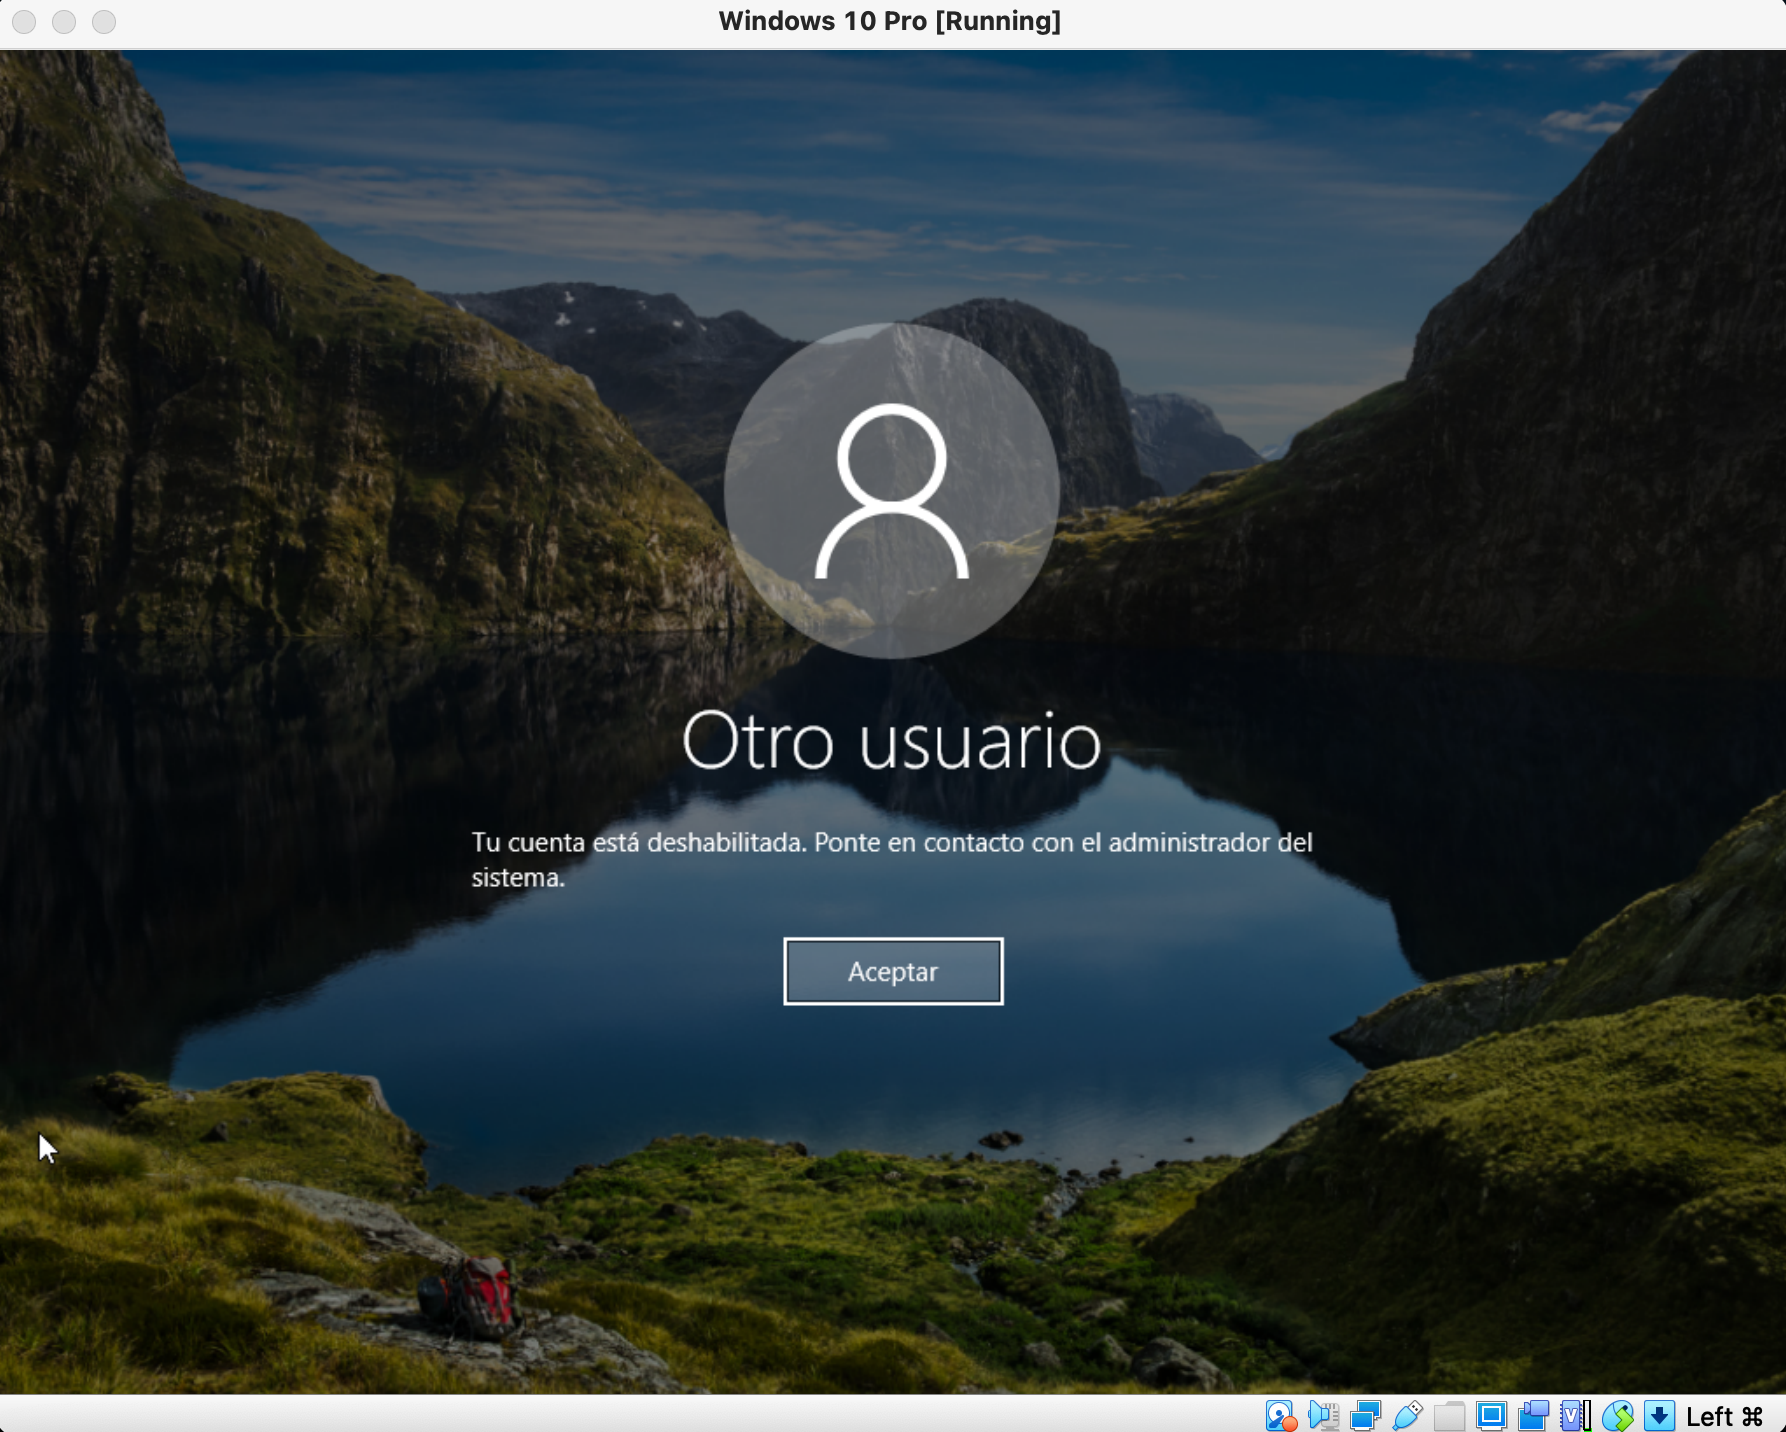 Windows 10 Pro [Running]
Otro usuario
Tu cuenta está deshabilitada. Ponte en contacto con el administrador del
sistema.
Aceptar
V
Left ⌘